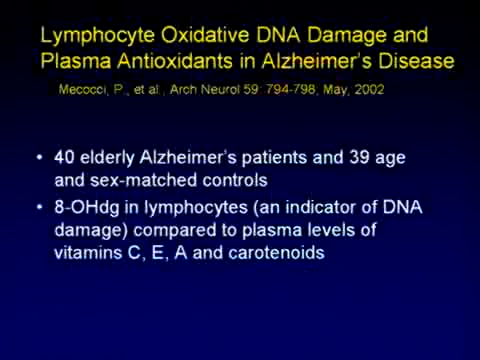 Lymphocyte Oxidative DNA Damage and
Plasma Antioxidants in Alzheimer's Disease
Mecocci, P., et al., Arch Neurol 59: 794-798, May, 2002
• 40 elderly Alzheimer's patients and 39 age
and sex-matched controls
• 8-OHdg in lymphocytes (an indicator of DNA
damage) compared to plasma levels of
vitamins C, E, A and carotenoids